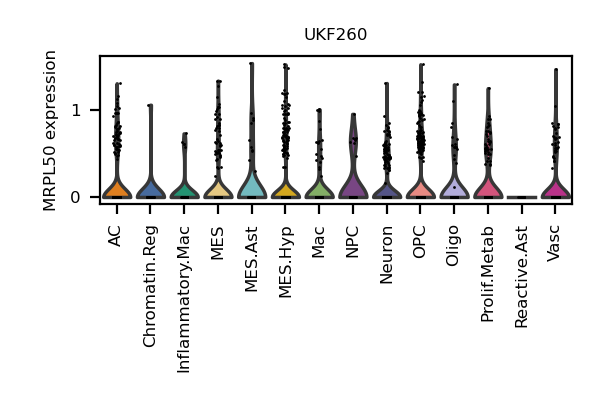 UKF260
MRPL50 expression
1
0
AC
Chromatin.Reg
Inflammatory.Mac
MES
MES.Ast
MES.Hyp
Mac
NPC
Neuron
OPC
Oligo
Prolif.Metab
Reactive.Ast
Vasc